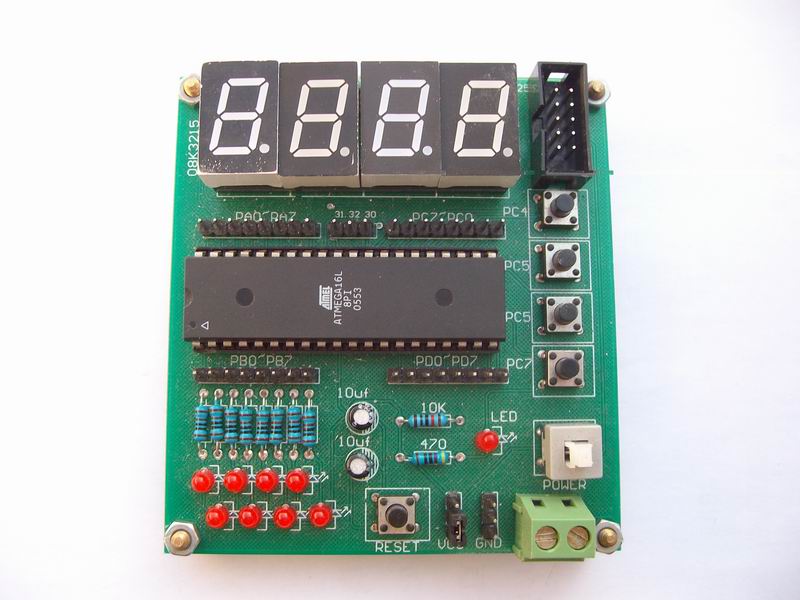 08K3215
PC4
PA0~PA7
31 32 30
PC7~PC0
PC5
ATMEL
ATMEGA16L
8PI
0553
PC5
PB0~PB7
PD0~PD7
PC7
10uf
10K
LED
10uf
470
POWER
RESET
VCC
GND